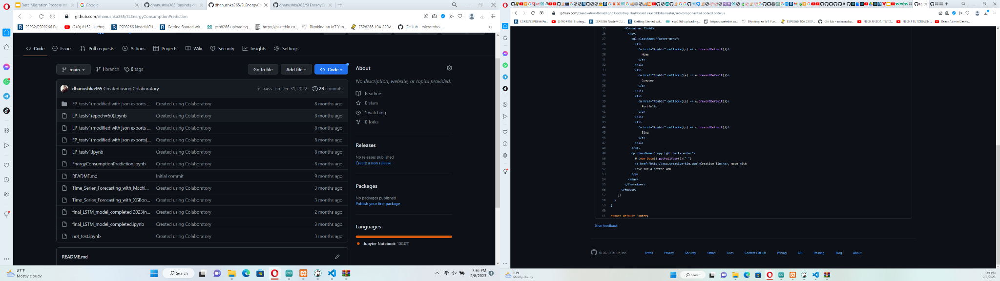 Data Migration Process Inf
Google
dhanushka365 (pasindu dh
dhanushka365/SLEnergyCon
dhanushka365/SLEnergyCo
github.com/dhanushka365/SLEnergyConsumptionPrediction
ESP32/ESP8266 Pu...
(249) #152: Hướng...
ESP8266 NodeMCU...
Getting Started wit...
esp8266 uploading...
https://pastebin.co...
Blynking an IoT Yun...
ESP8266 10A 220V...
GitHub - microrobo...
Code
Issues
Pull requests
Actions
Projects
Wiki
Security
Insights
Settings
main
1 branch
0 tags
Go to file
Add file
Code
dhanushka365 Created using Colaboratory
193e455 on Dec 31, 2022
28 commits
EP_testv1(modified with json exports ... Created using Colaboratory 8 months ago
EP_testv1(epoch=50).ipynb Created using Colaboratory 8 months ago
EP_testv1(modified with json exports ... Created using Colaboratory 8 months ago
EP_testv1(modified with json exports)... Created using Colaboratory 8 months ago
EP_testv1.ipynb Created using Colaboratory 8 months ago
EnergyConsumptionPrediction.ipynb Created using Colaboratory 8 months ago
README.md Initial commit 9 months ago
Time_Series_Forecasting_with_Machi... Created using Colaboratory 3 months ago
Time_Series_Forecasting_with_XGBoo... Created using Colaboratory 3 months ago
final_LSTM_model_completed 2023(n... Created using Colaboratory 2 months ago
final_LSTM_model_completed.ipynb Created using Colaboratory 3 months ago
not_test.ipynb Created using Colaboratory 3 months ago
README.md
About
No description, website, or topics provided.
Readme
0 stars
1 watching
0 forks
Releases
No releases published
Create a new release
Packages
No packages published
Publish your first package
Languages
Jupyter Notebook 100.0%
83°F
Mostly cloudy
Search
7:36 PM
2/8/2023
4
github.com/creativetimofficial/light-bootstrap-dashboard-react/blob/master/src/components/Footer/Footer.js
ESP32/ESP8266 Pu...
(249) #152: Hướng...
ESP8266 NodeMCU...
Getting Started wit...
esp8266 uploading...
https://pastebin.co...
Blynking an IoT Yun...
ESP8266 10A 220V...
GitHub - microrobo...
NEO4J|NEO4J TUTO...
NEO4J TUTORIAL|N...
React Admin Dashb...
25 <Container fluid>
26 <nav>
27 <ul className="footer-menu">
28 <li>
29 <a href="#pablo" onClick={(e) => e.preventDefault()}>
30 Home
31 </a>
32 </li>
33 <li>
34 <a href="#pablo" onClick={(e) => e.preventDefault()}>
35 Company
36 </a>
37 </li>
38 <li>
39 <a href="#pablo" onClick={(e) => e.preventDefault()}>
40 Portfolio
41 </a>
42 </li>
43 <li>
44 <a href="#pablo" onClick={(e) => e.preventDefault()}>
45 Blog
46 </a>
47 </li>
48 </ul>
49 <p className="copyright text-center">
50 © {new Date().getFullYear()}{" "}
51 <a href="http://www.creative-tim.com">Creative Tim</a>, made with
52 love for a better web
53 </p>
54 </nav>
55 </Container>
56 </footer>
57 );
58 }
59 }
60
61 export default Footer;
Give feedback
© 2023 GitHub, Inc.
Terms
Privacy
Security
Status
Docs
Contact GitHub
Pricing
API
Training
Blog
About
83°F
Mostly cloudy
Search
7:36 PM
2/8/2023